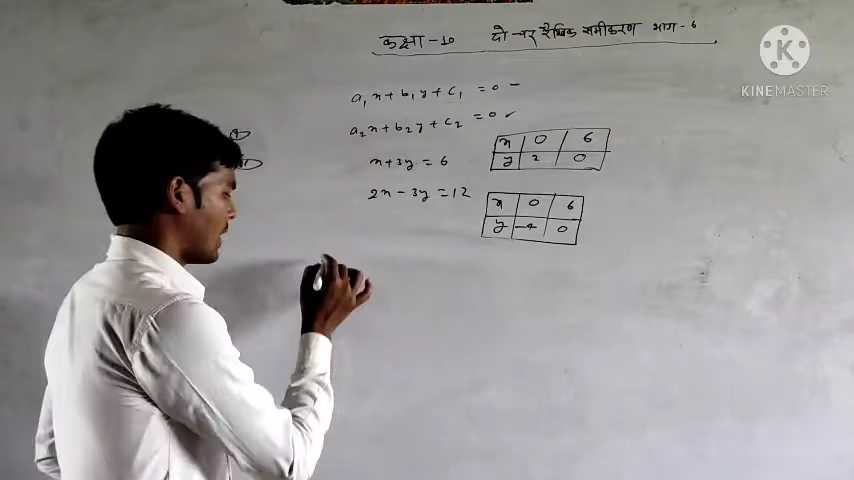 कक्षा - 10 दो चर रैखिक समीकरण भाग - 6
KINEMASTER
a₁x + b₁y + c₁ = 0 -
a₂x + b₂y + c₂ = 0 ✓
x + 3y = 6
2x - 3y = 12
x 0 6
y 2 0
x 0 6
y -4 0